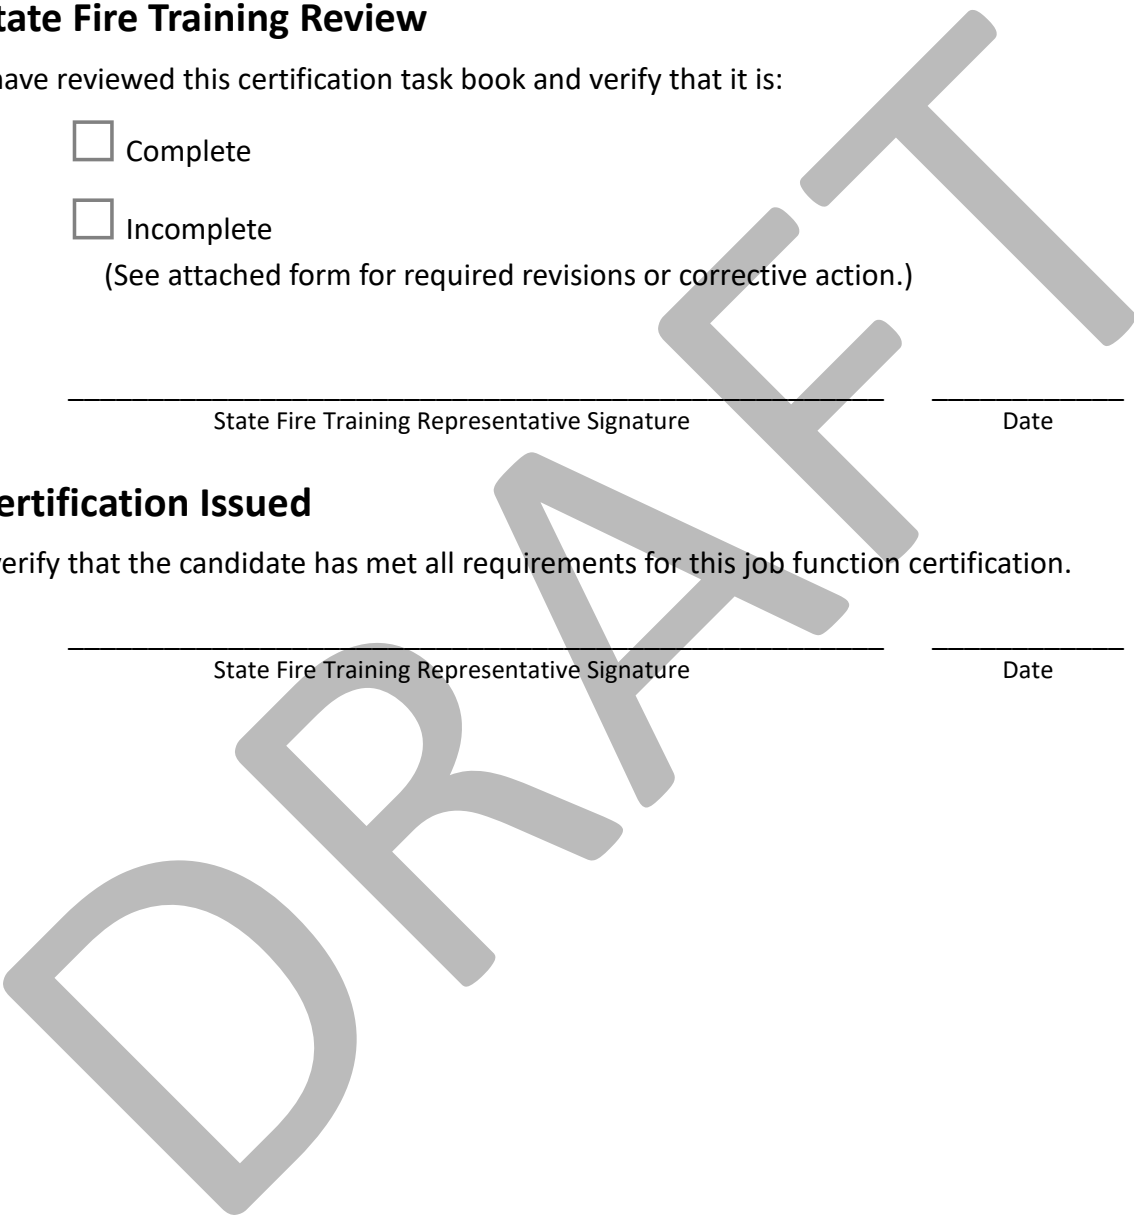 tate Fire Training Review
have reviewed this certification task book and verify that it is:
Complete
Incomplete
(See attached form for required revisions or corrective action.)
State Fire Training Representative Signature Date
ertification Issued
verify that the candidate has met all requirements for this job function certification.
State Fire Training Representative Signature Date
DRAFT